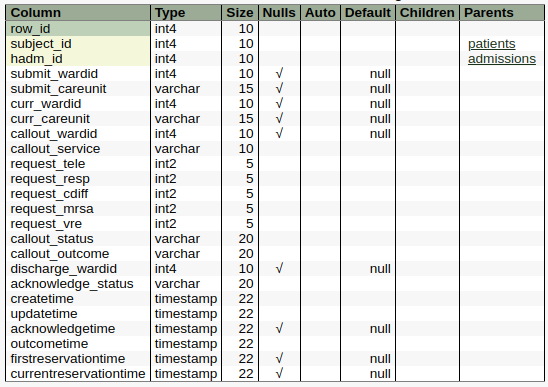 Column Type Size Nulls Auto Default Children Parents
row_id int4 10
subject_id int4 10 patients
hadm_id int4 10 admissions
submit_wardid int4 10 √ null
submit_careunit varchar 15 √ null
curr_wardid int4 10 √ null
curr_careunit varchar 15 √ null
callout_wardid int4 10 √ null
callout_service varchar 10
request_tele int2 5
request_resp int2 5
request_cdiff int2 5
request_mrsa int2 5
request_vre int2 5
callout_status varchar 20
callout_outcome varchar 20
discharge_wardid int4 10 √ null
acknowledge_status varchar 20
createtime timestamp 22
updatetime timestamp 22
acknowledgetime timestamp 22 √ null
outcometime timestamp 22
firstreservationtime timestamp 22 √ null
currentreservationtime timestamp 22 √ null